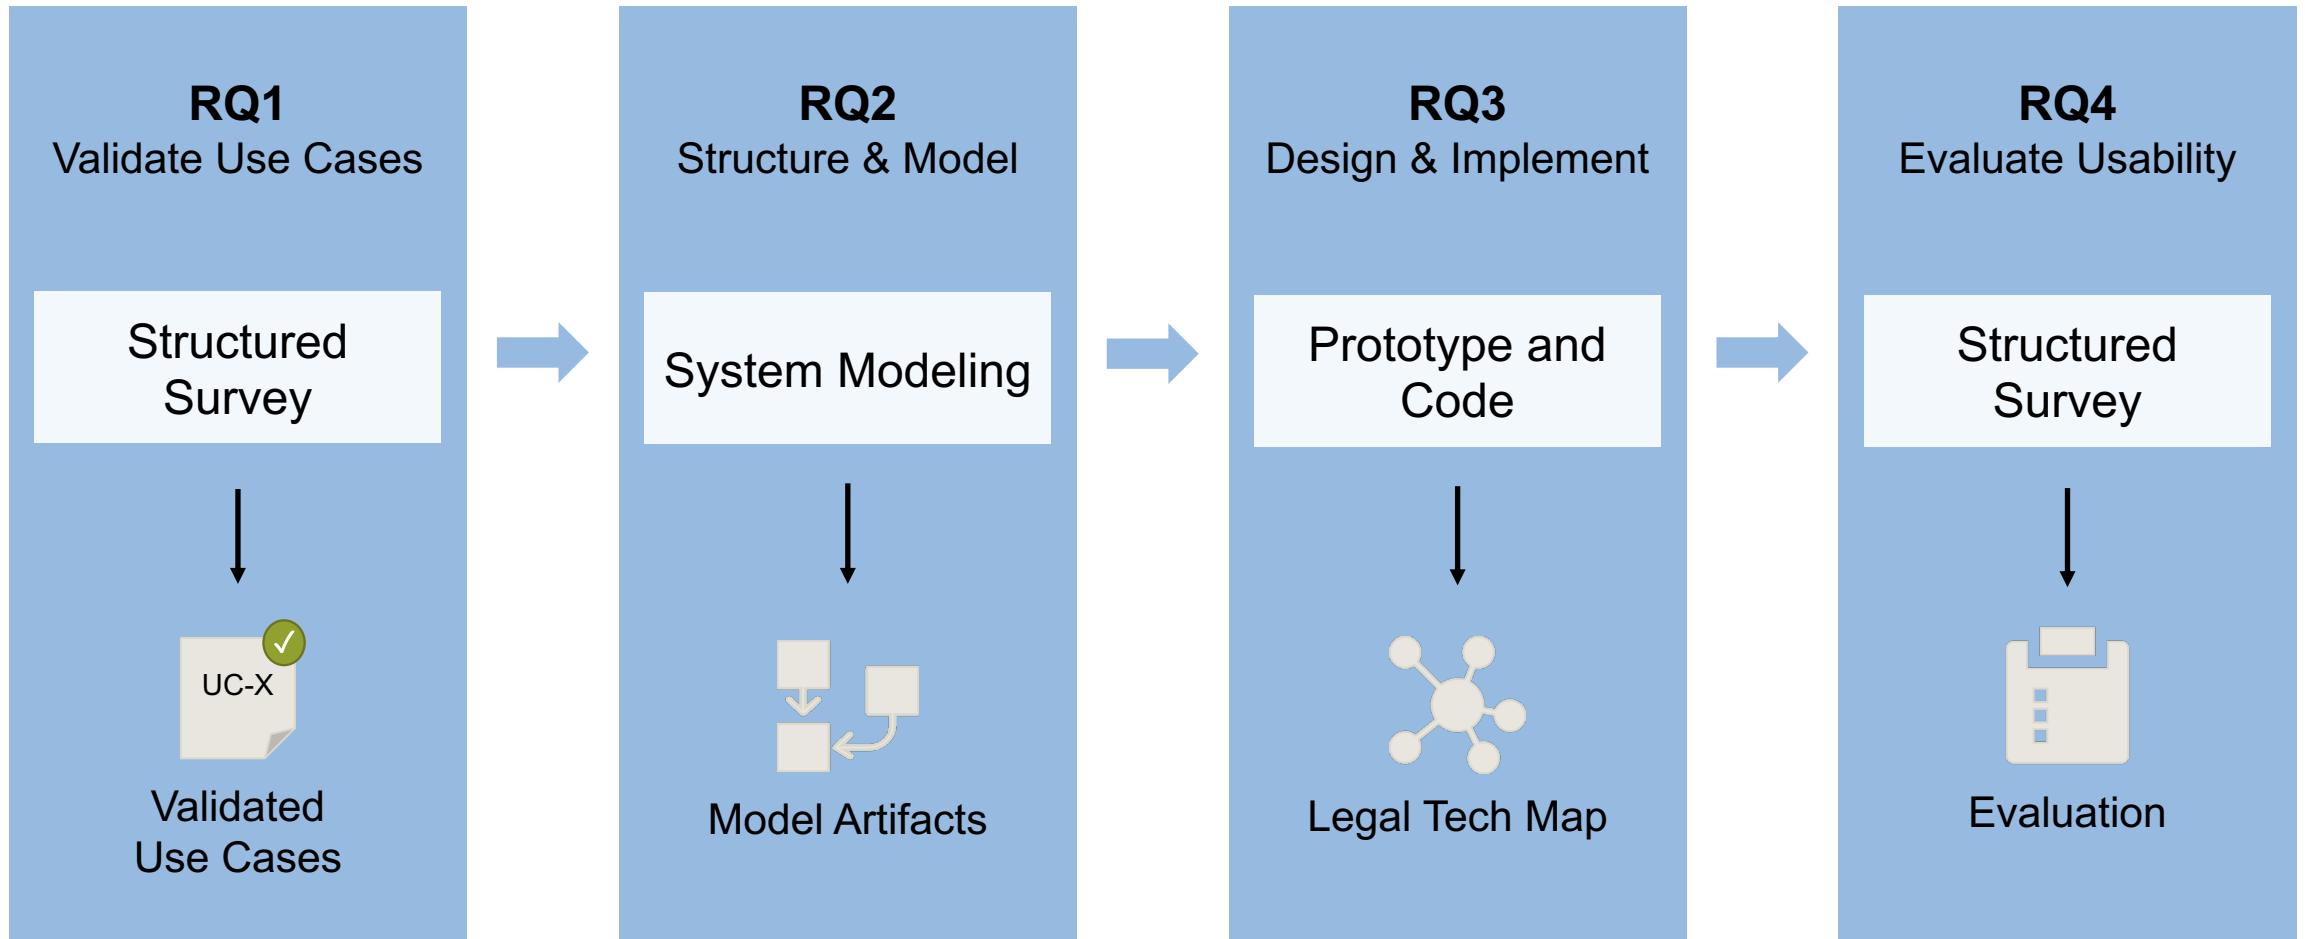 RQ1
Validate Use Cases
Structured
Survey
UC-X
Validated
Use Cases
RQ2
Structure & Model
System Modeling
Model Artifacts
RQ3
Design & Implement
Prototype and
Code
Legal Tech Map
RQ4
Evaluate Usability
Structured
Survey
Evaluation